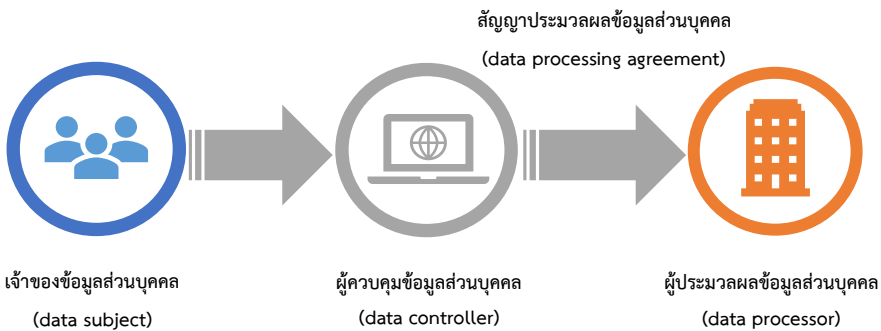 สัญญาประมวลผลข้อมูลส่วนบุคคล
(data processing agreement)
เจ้าของข้อมูลส่วนบุคคล
(data subject)
ผู้ควบคุมข้อมูลส่วนบุคคล
(data controller)
ผู้ประมวลผลข้อมูลส่วนบุคคล
(data processor)